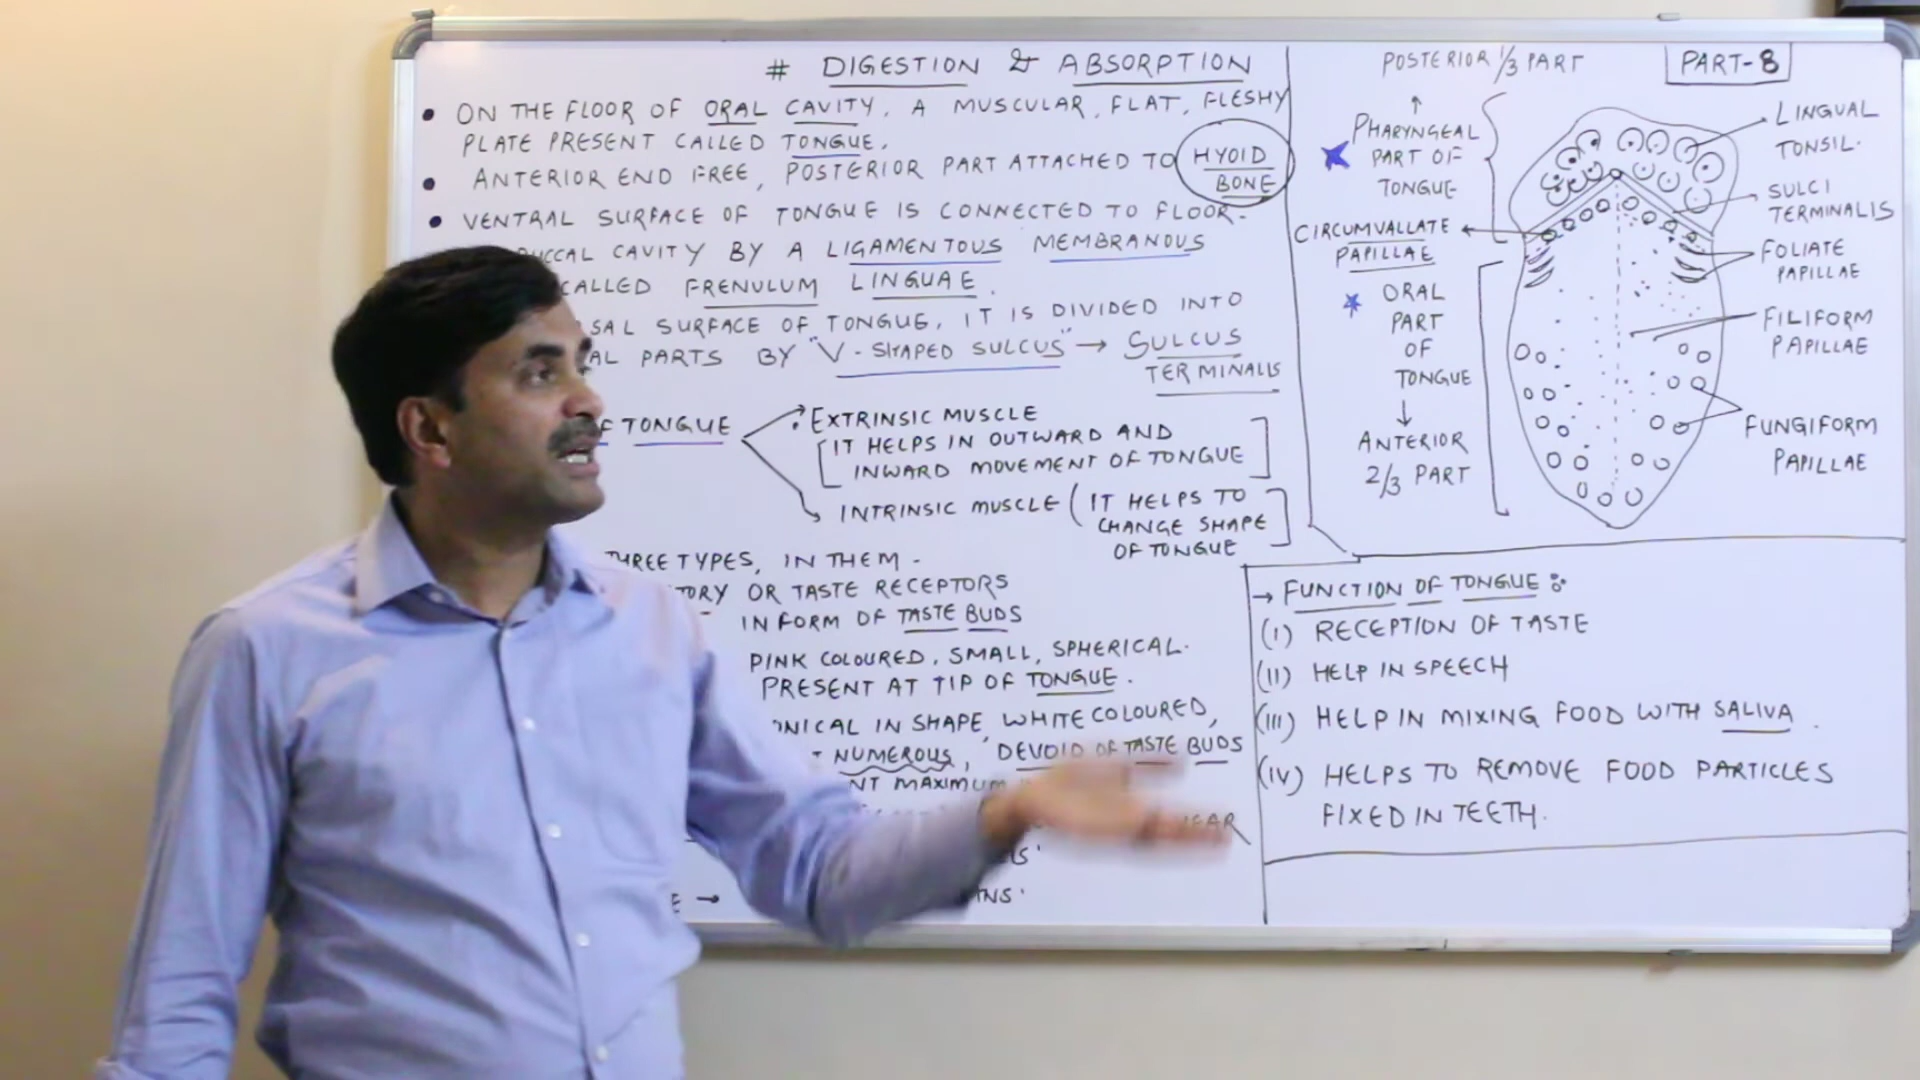 # DIGESTION & ABSORPTION
• ON THE FLOOR OF ORAL CAVITY, A MUSCULAR, FLAT, FLESHY
PLATE PRESENT CALLED TONGUE.
• ANTERIOR END FREE, POSTERIOR PART ATTACHED TO HYOID
BONE
• VENTRAL SURFACE OF TONGUE IS CONNECTED TO FLOOR-
CAVITY BY A LIGAMENTOUS MEMBRANOUS
CALLED FRENULUM LINGUAE.
SURFACE OF TONGUE, IT IS DIVIDED INTO
PARTS BY "V-SHAPED SULCUS" → SULCUS
TERMINALIS
TONGUE
• EXTRINSIC MUSCLE
[IT HELPS IN OUTWARD AND
INWARD MOVEMENT OF TONGUE]
INTRINSIC MUSCLE (IT HELPS TO
CHANGE SHAPE
OF TONGUE]
THREE TYPES, IN THEM-
OR TASTE RECEPTORS
IN FORM OF TASTE BUDS
PINK COLOURED, SMALL, SPHERICAL.
PRESENT AT TIP OF TONGUE.
IN SHAPE, WHITE COLOURED,
NUMEROUS, 'DEVOID OF TASTE BUDS
MAXIMUM
→
POSTERIOR 1/3 PART
↑
PHARYNGEAL
PART OF
TONGUE
CIRCUMVALLATE
PAPILLAE
ORAL
PART
OF
TONGUE
↓
ANTERIOR
2/3 PART
PART-8
LINGUAL
TONSIL.
SULCI
TERMINALIS
FOLIATE
PAPILLAE
FILIFORM
PAPILLAE
FUNGIFORM
PAPILLAE
→ FUNCTION OF TONGUE :
(I) RECEPTION OF TASTE
(II) HELP IN SPEECH
(III) HELP IN MIXING FOOD WITH SALIVA.
(IV) HELPS TO REMOVE FOOD PARTICLES
FIXED IN TEETH.